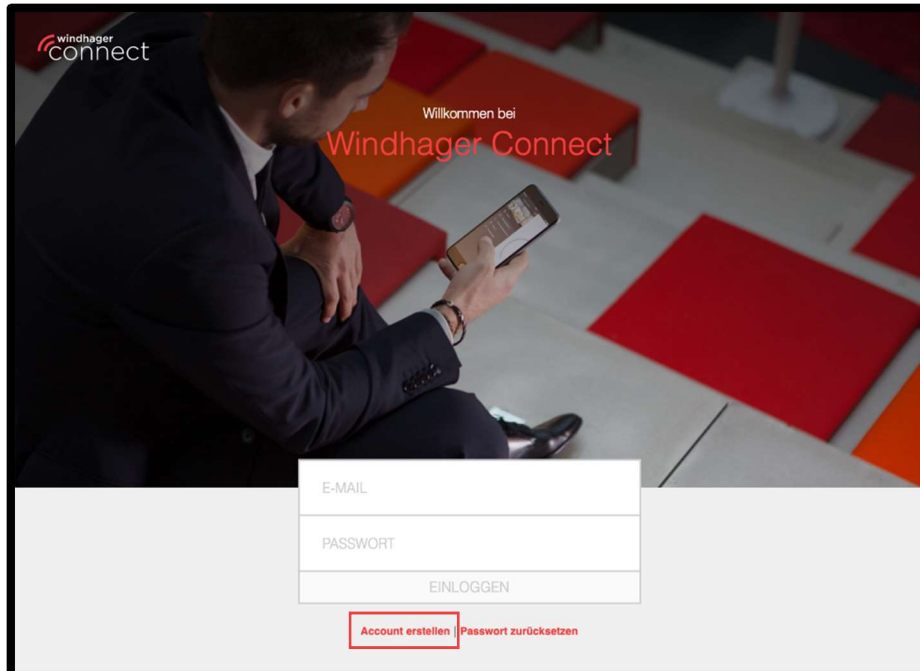 windhager
connect
Willkommen bei
Windhager Connect
E-MAIL
PASSWORT
EINLOGGEN
Account erstellen | Passwort zurücksetzen